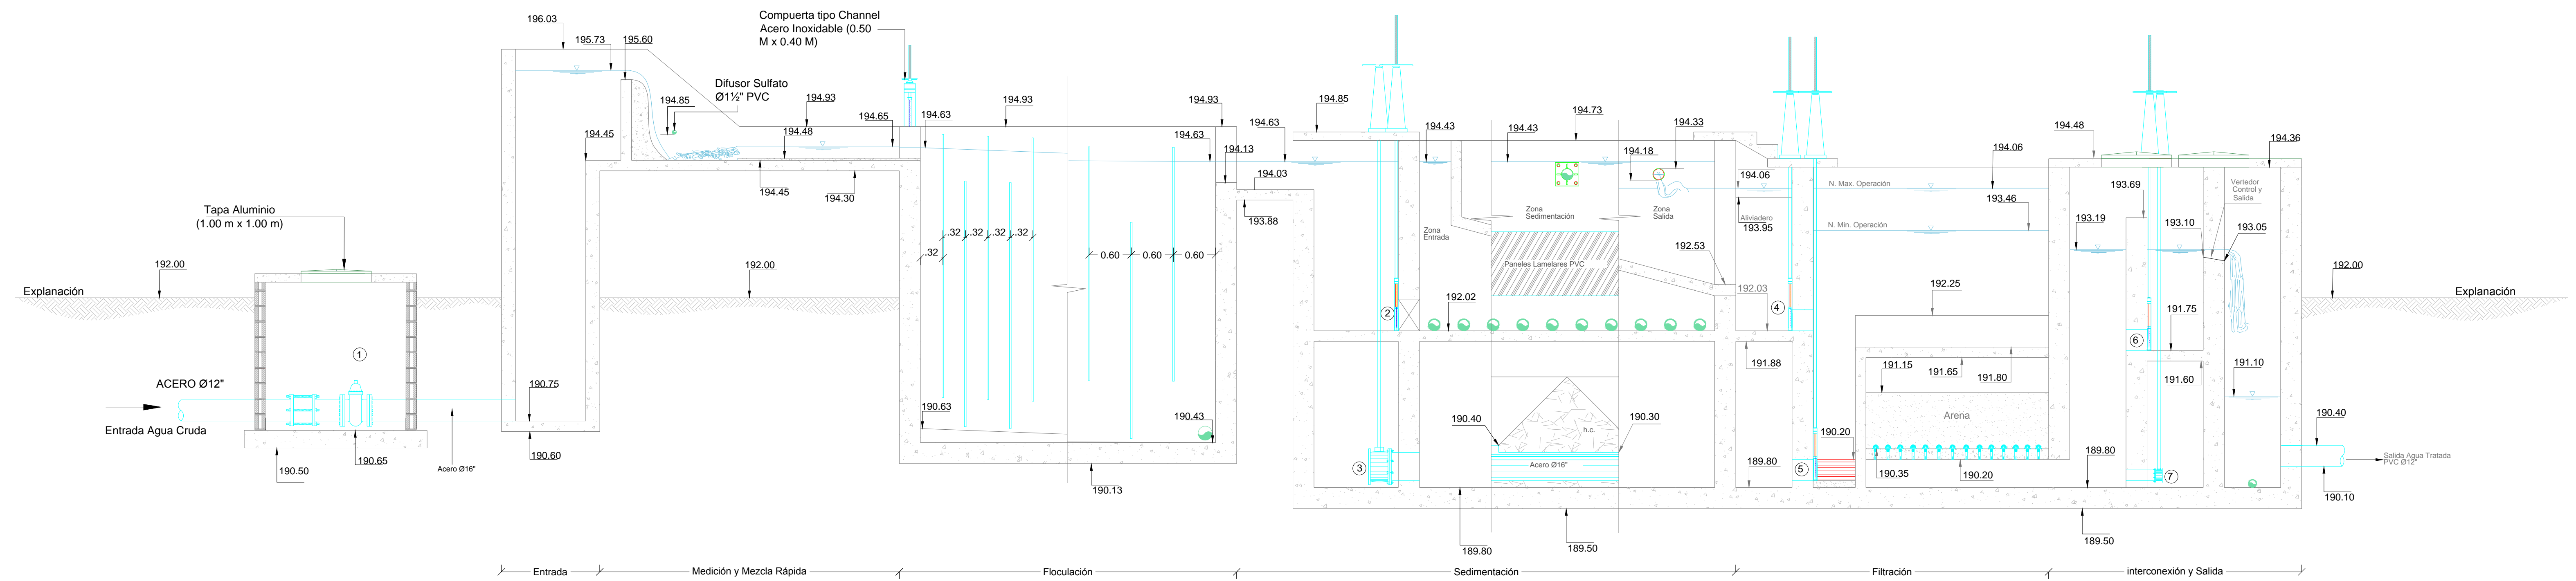 Explanación
192.00
Tapa Aluminio
(1.00 m x 1.00 m)
1
ACERO Ø12"
Entrada Agua Cruda
190.50
190.65
Acero Ø16"
196.03
195.73
195.60
194.45
190.75
190.60
Compuerta tipo Channel
Acero Inoxidable (0.50
M x 0.40 M)
Difusor Sulfato
Ø1½" PVC
194.85
194.93
194.48
194.65
194.45
194.30
192.00
194.63
194.93
194.93
194.63
194.13
.32
.32
.32
.32
.32
0.60
0.60
0.60
190.63
190.43
190.13
194.63
194.03
193.88
194.85
194.43
194.43
194.73
194.33
194.18
Zona
Entrada
Zona
Sedimentación
Zona
Salida
Paneles Lamelares PVC
192.53
2
192.02
190.40
h.c.
190.30
3
Acero Ø16"
189.80
189.50
194.06
Aliviadero
193.95
192.03
4
191.88
5
189.80
N. Max. Operación
194.06
193.46
N. Min. Operación
192.25
191.15
191.65
191.80
Arena
190.20
190.35
190.20
189.80
189.50
194.48
194.36
193.69
Vertedor
Control y
Salida
193.19
193.10
193.05
191.75
6
191.60
191.10
7
192.00
Explanación
190.40
Salida Agua Tratada
PVC Ø12"
190.10
Entrada
Medición y Mezcla Rápida
Floculación
Sedimentación
Filtración
interconexión y Salida